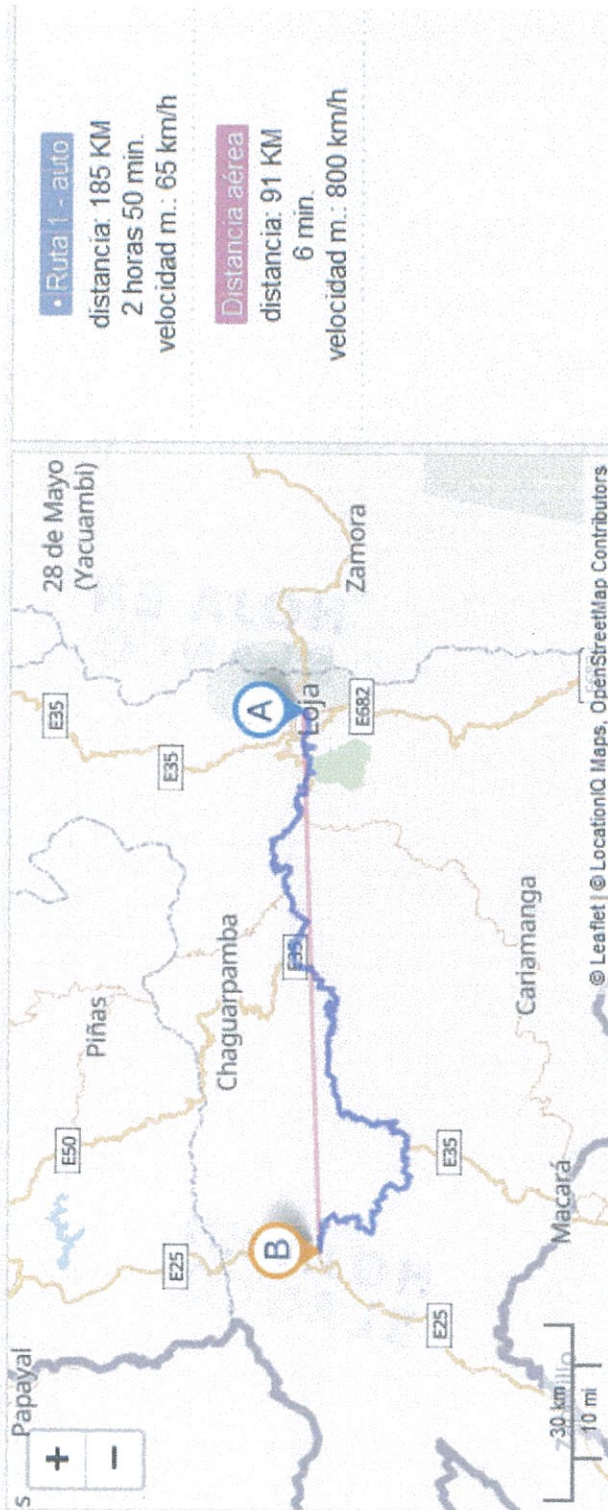 s
Papayal
+
−
E25
E50
Piñas
E35
28 de Mayo
(Yacuambi)
E35
Chaguarpamba
B
E35
A
Loja
E682
Zamora
E25
E35
Cariamanga
Macará
30 km
10 mi
© Leaflet | © LocationIQ Maps, OpenStreetMap Contributors
• Ruta 1 - auto
distancia: 185 KM
2 horas 50 min.
velocidad m.: 65 km/h
Distancia aérea
distancia: 91 KM
6 min.
velocidad m.: 800 km/h